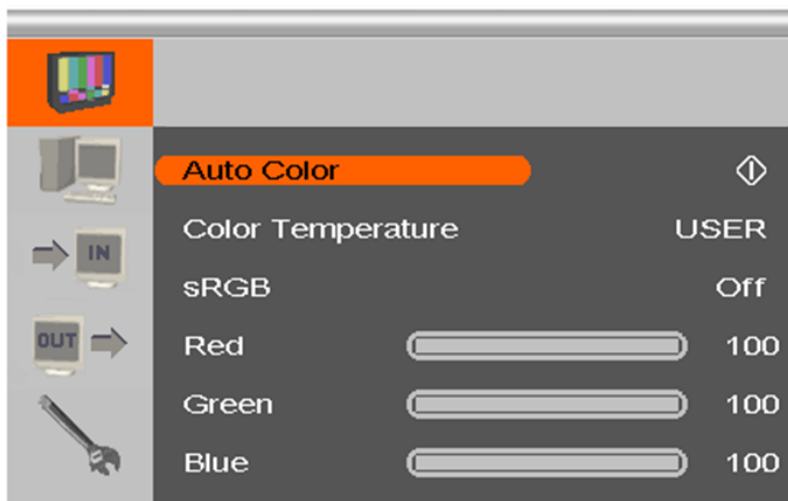 Auto Color
Color Temperature USER
IN
sRGB Off
OUT
Red 100
Green 100
Blue 100